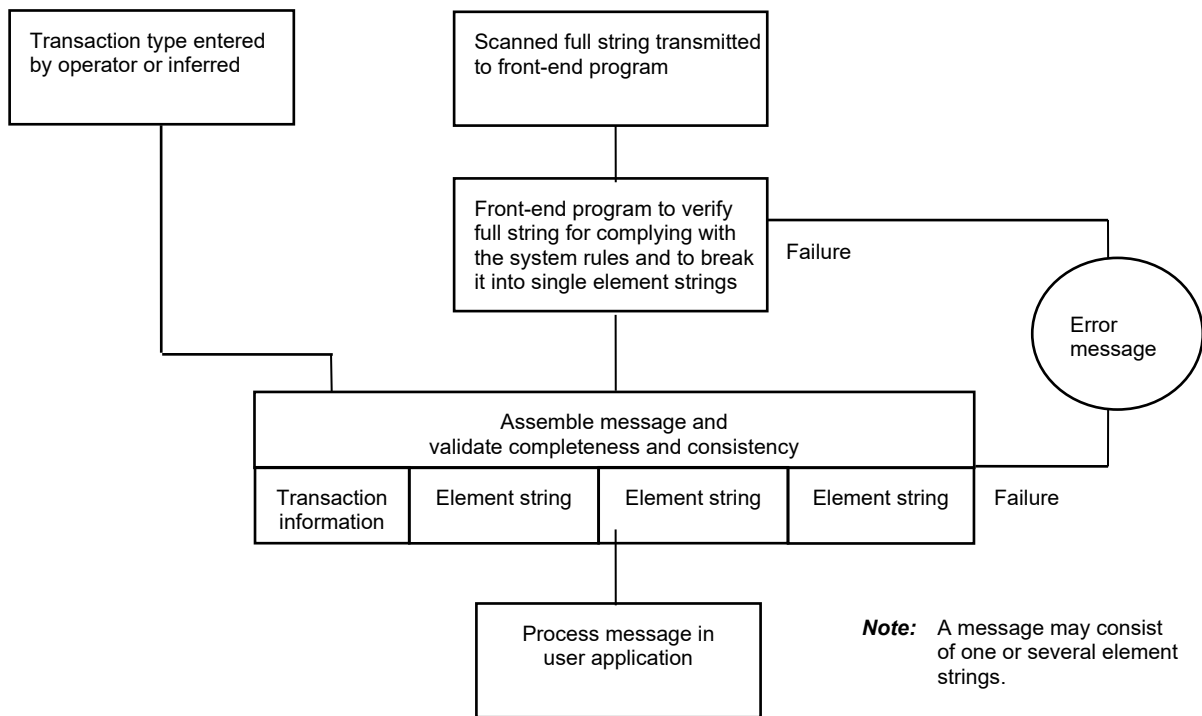 Transaction type entered
by operator or inferred
Scanned full string transmitted
to front-end program
Front-end program to verify
full string for complying with
the system rules and to break
it into single element strings
Failure
Error
message
Assemble message and
validate completeness and consistency
Transaction
information
Element string
Element string
Element string
Failure
Process message in
user application
Note: A message may consist
of one or several element
strings.